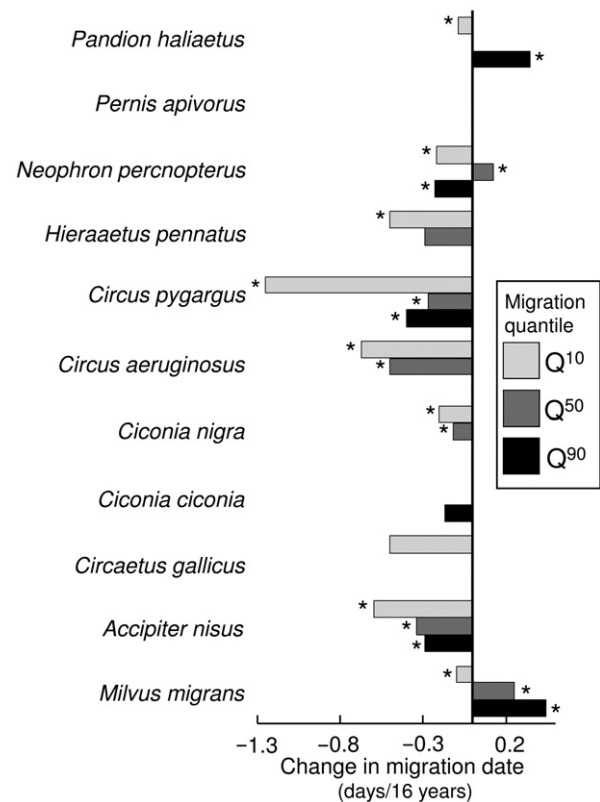 Pandion haliaetus
* *
Pernis apivorus
Neophron percnopterus
* * *
Hieraaetus pennatus
*
Circus pygargus
* * *
Circus aeruginosus
* *
Ciconia nigra
* *
Ciconia ciconia
Circaetus gallicus
Accipiter nisus
* * *
Milvus migrans
* * *
Migration
quantile
Q10
Q50
Q90
−1.3 −0.8 −0.3 0.2
Change in migration date
(days/16 years)